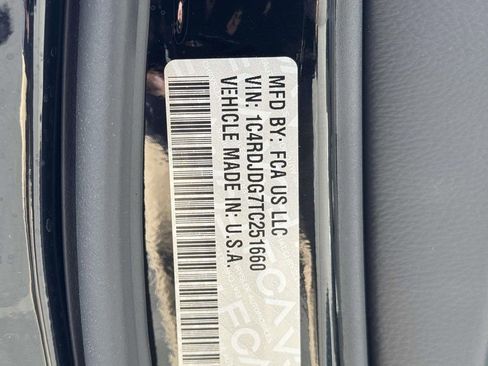 MFD BY: FCA US LLC
VIN: 1C4RDJDG7TC251660
VEHICLE MADE IN: U.S.A.